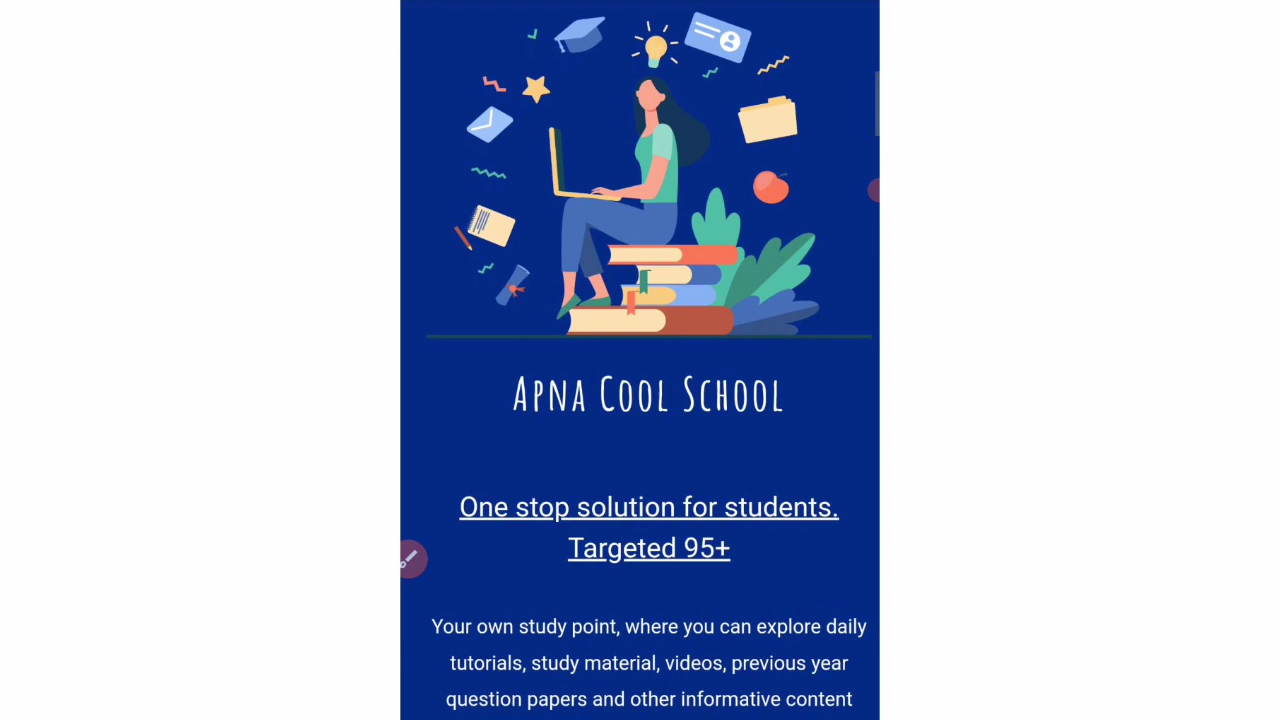 Apna Cool School
One stop solution for students.
Targeted 95+
Your own study point, where you can explore daily
tutorials, study material, videos, previous year
question papers and other informative content